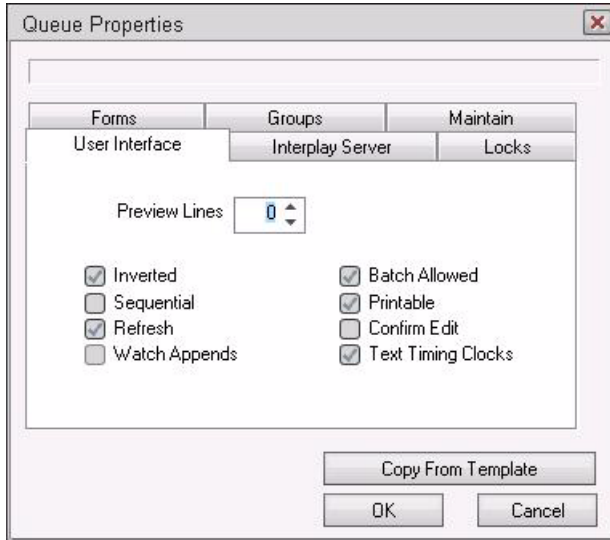 Queue Properties
Forms Groups Maintain
User Interface Interplay Server Locks
Preview Lines 0
Inverted Batch Allowed
Sequential Printable
Refresh Confirm Edit
Watch Appends Text Timing Clocks
Copy From Template
OK Cancel